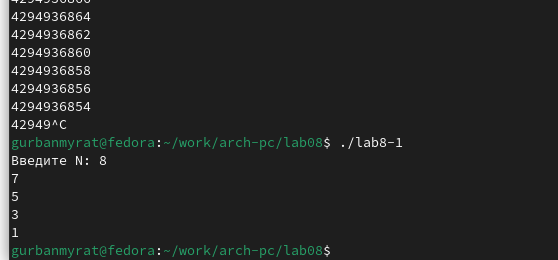 4294936864
4294936862
4294936860
4294936858
4294936856
4294936854
42949^C
gurbanmyrat@fedora:~/work/arch-pc/lab08$ ./lab8-1
Введите N: 8
7
5
3
1
gurbanmyrat@fedora:~/work/arch-pc/lab08$